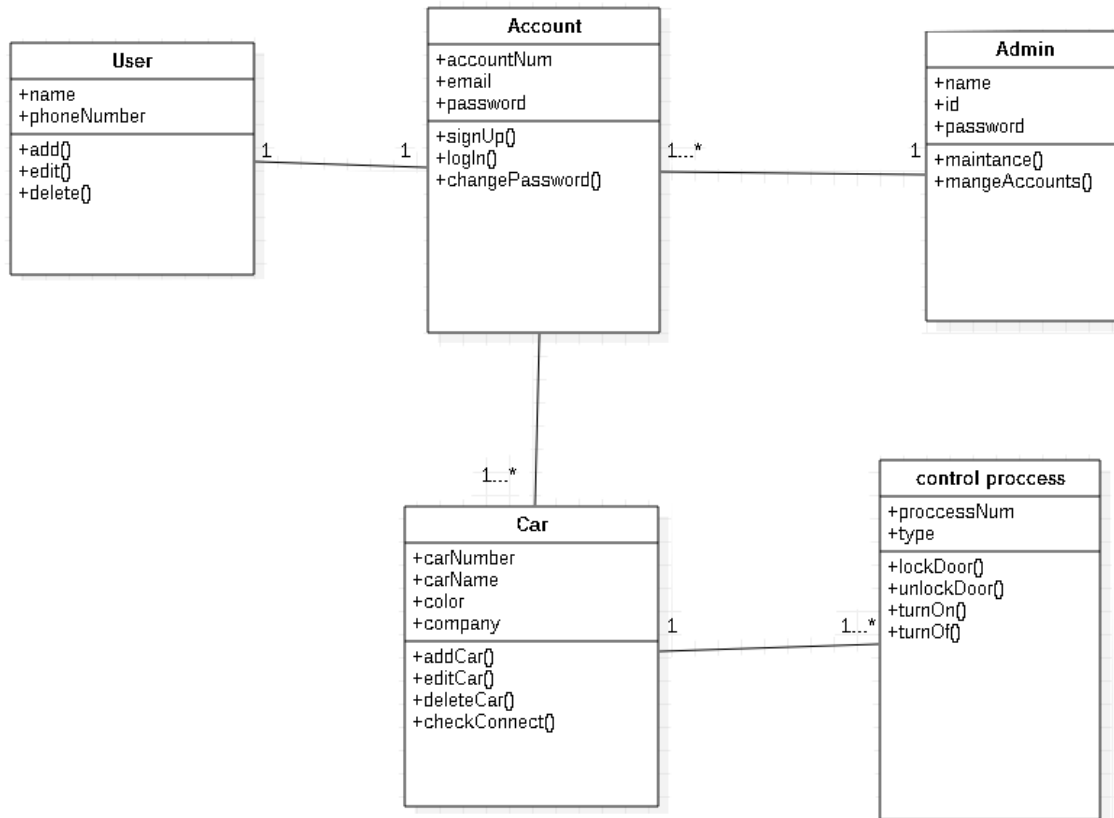 User
+name
+phoneNumber
+add()
+edit()
+delete()
1
1
Account
+accountNum
+email
+password
+signUp()
+logIn()
+changePassword()
1...*
1
Admin
+name
+id
+password
+maintance()
+mangeAccounts()
1...*
Car
+carNumber
+carName
+color
+company
+addCar()
+editCar()
+deleteCar()
+checkConnect()
1
1...*
control proccess
+proccessNum
+type
+lockDoor()
+unlockDoor()
+turnOn()
+turnOf()